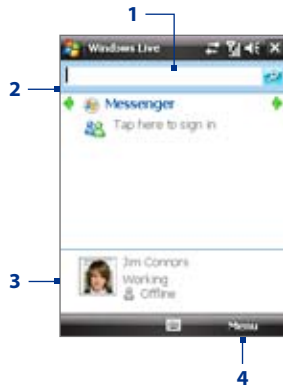 1
Windows Live
2
Messenger
Tap here to sign in
3
Jim Connors
Working
Offline
Menu
4